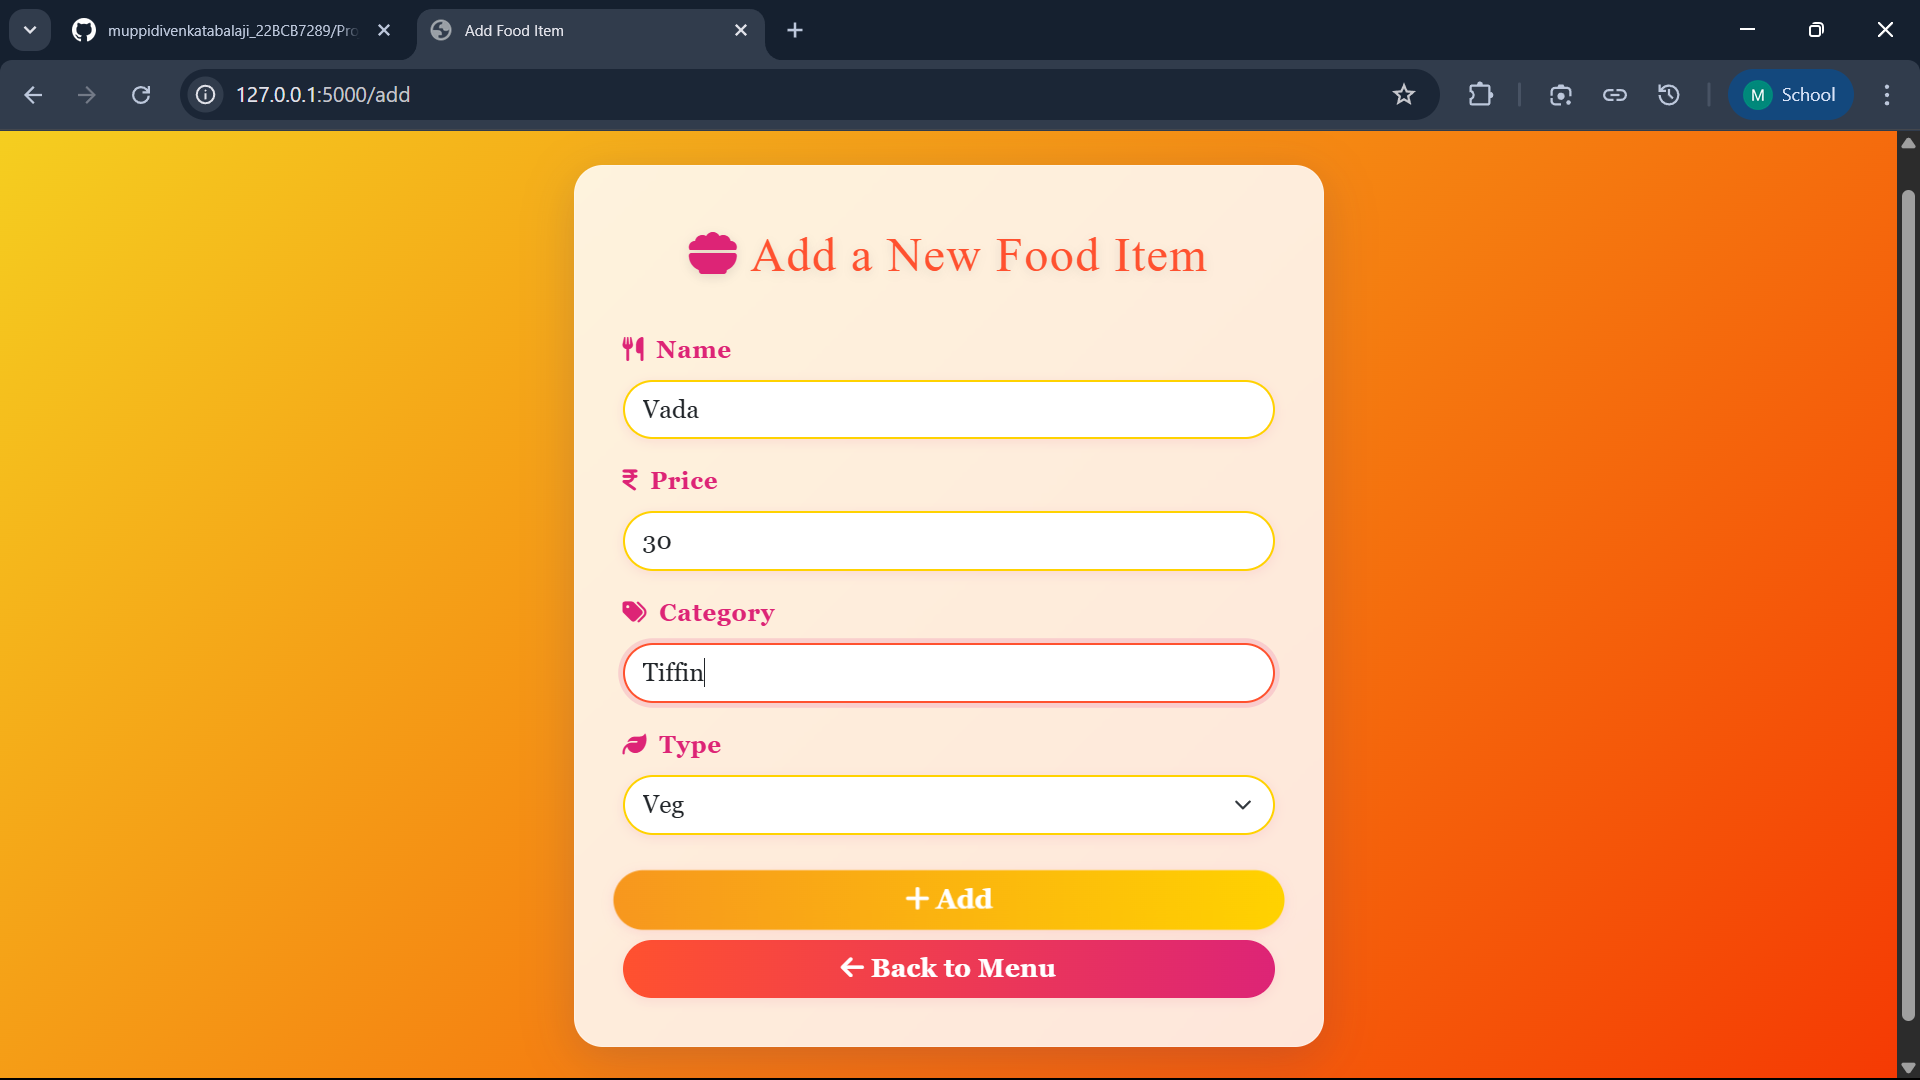 muppidivenkatabalaji_22BCB7289/Pro
Add Food Item
127.0.0.1:5000/add
M School
Add a New Food Item
Name
Vada
₹ Price
30
Category
Tiffin
Type
Veg
+ Add
← Back to Menu